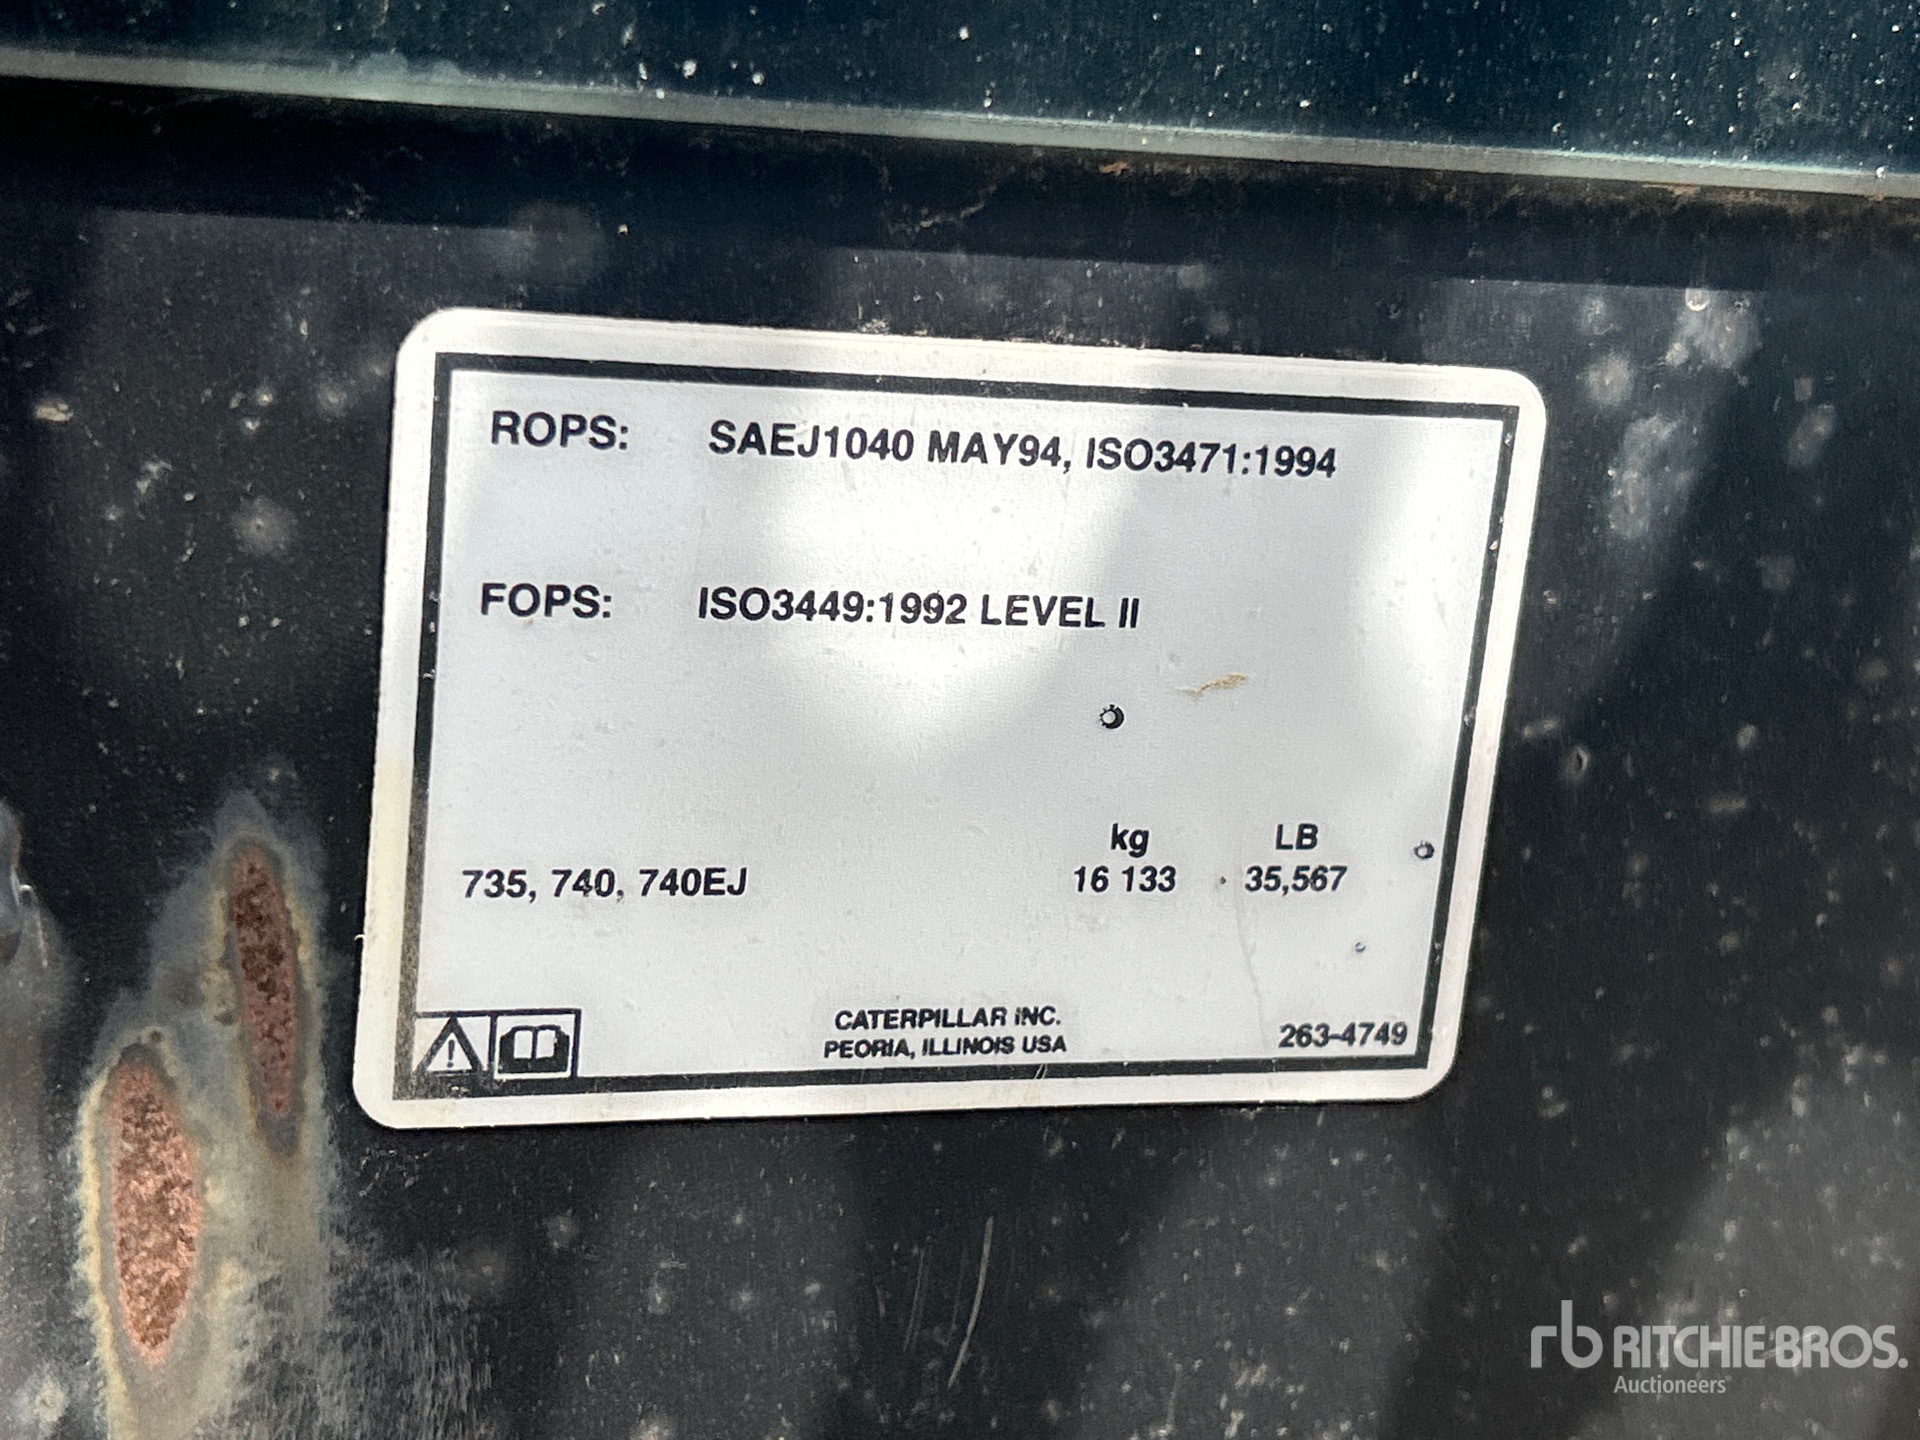 ROPS: SAEJ1040 MAY94, ISO3471:1994
FOPS: ISO3449:1992 LEVEL II
kg LB
735, 740, 740EJ 16 133 35,567
CATERPILLAR INC.
PEORIA, ILLINOIS USA
263-4749
rb RITCHIE BROS.
Auctioneers